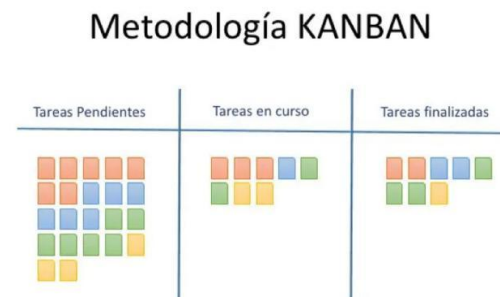 Metodología KANBAN
Tareas Pendientes
Tareas en curso
Tareas finalizadas